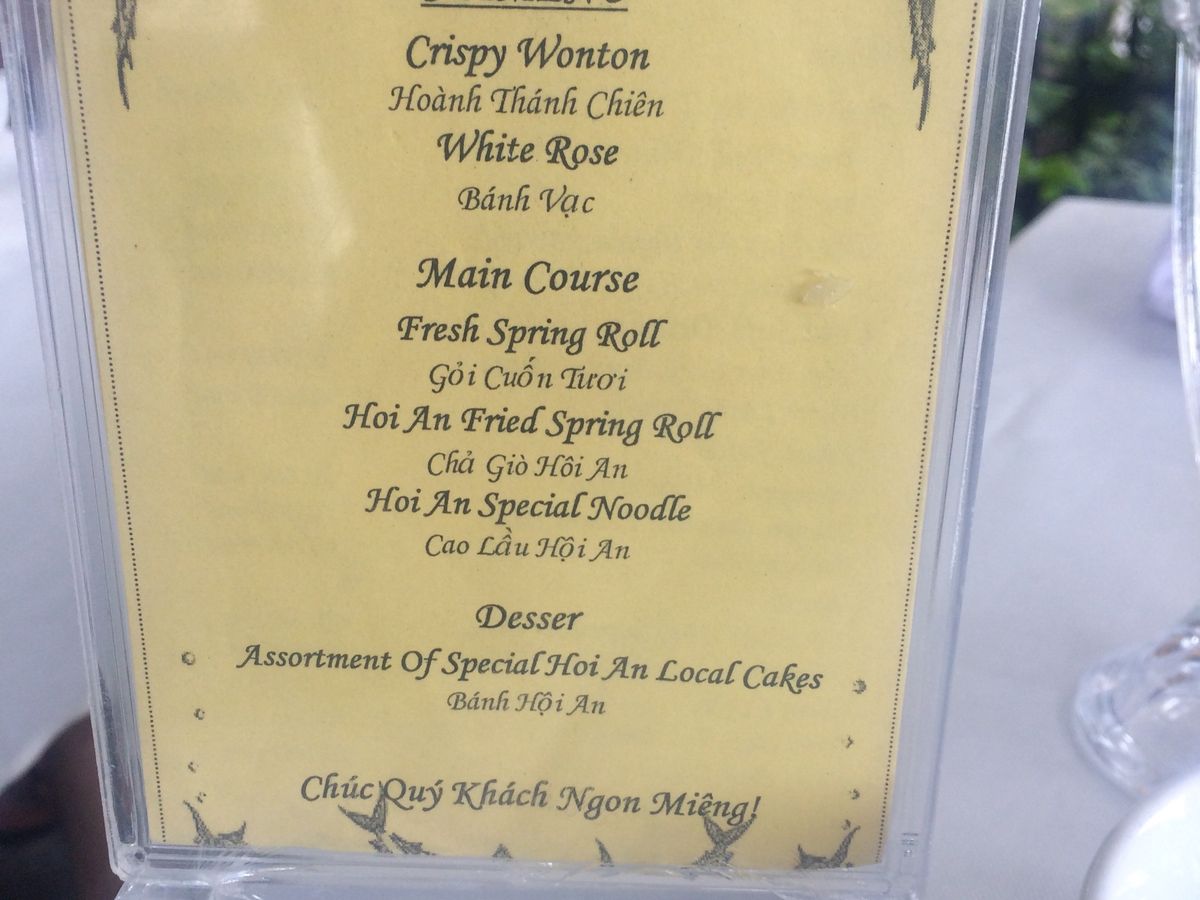 Crispy Wonton
Hoành Thánh Chiên
White Rose
Bánh Vạc
Main Course
Fresh Spring Roll
Gỏi Cuốn Tươi
Hoi An Fried Spring Roll
Chả Giò Hôi An
Hoi An Special Noodle
Cao Lầu Hội An
Desser
Assortment Of Special Hoi An Local Cakes
Bánh Hội An
Chúc Quý Khách Ngon Miêng!